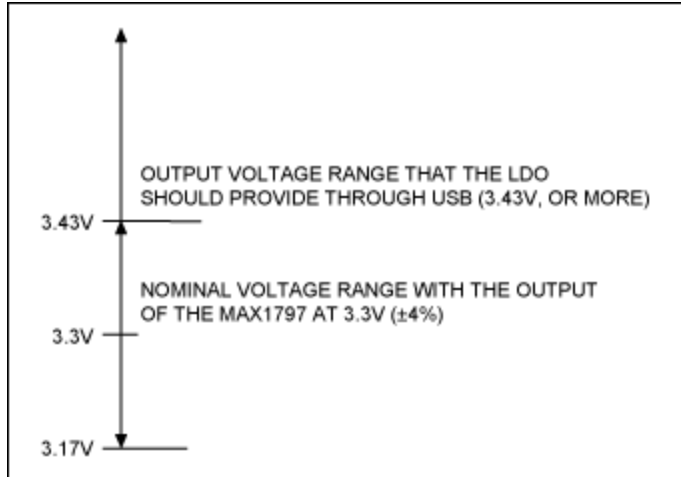 OUTPUT VOLTAGE RANGE THAT THE LDO
SHOULD PROVIDE THROUGH USB (3.43V, OR MORE)
3.43V
NOMINAL VOLTAGE RANGE WITH THE OUTPUT
OF THE MAX1797 AT 3.3V (±4%)
3.3V
3.17V